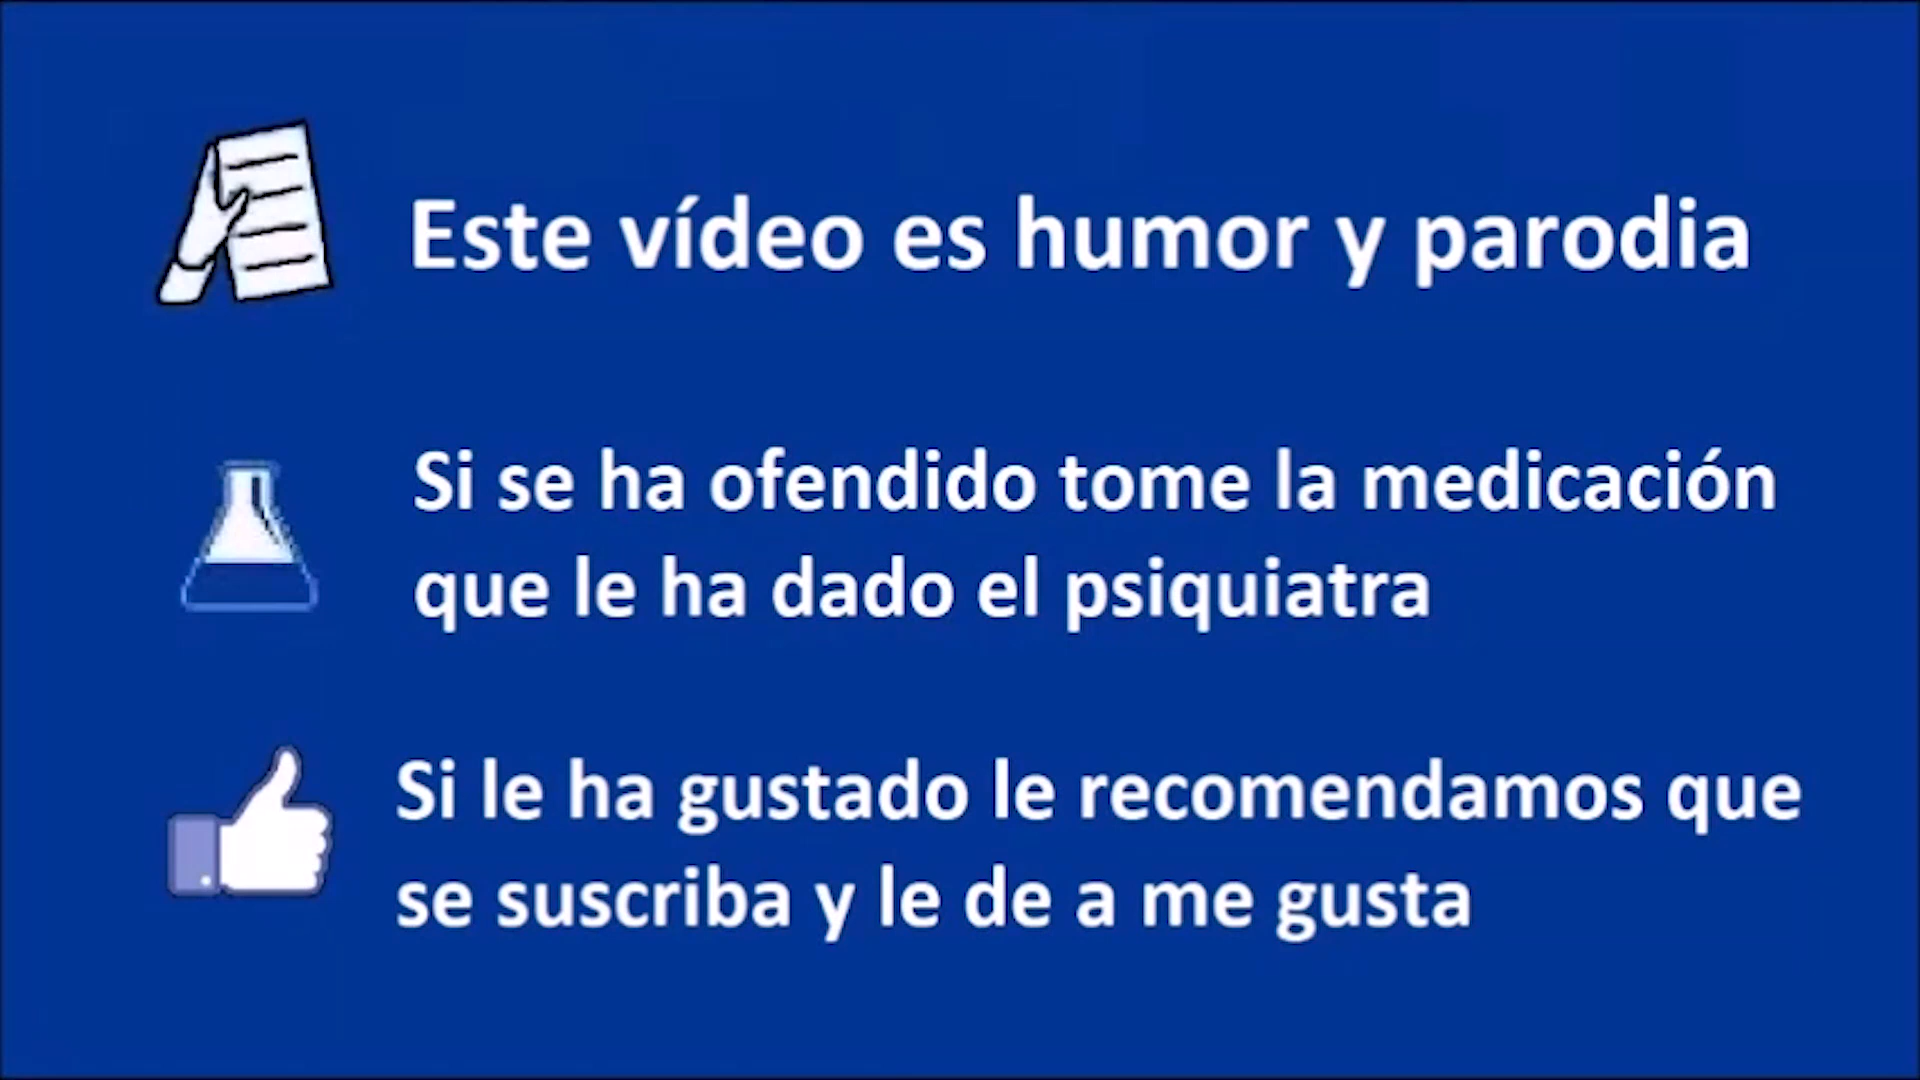 Este vídeo es humor y parodia
Si se ha ofendido tome la medicación
que le ha dado el psiquiatra
Si le ha gustado le recomendamos que
se suscriba y le de a me gusta